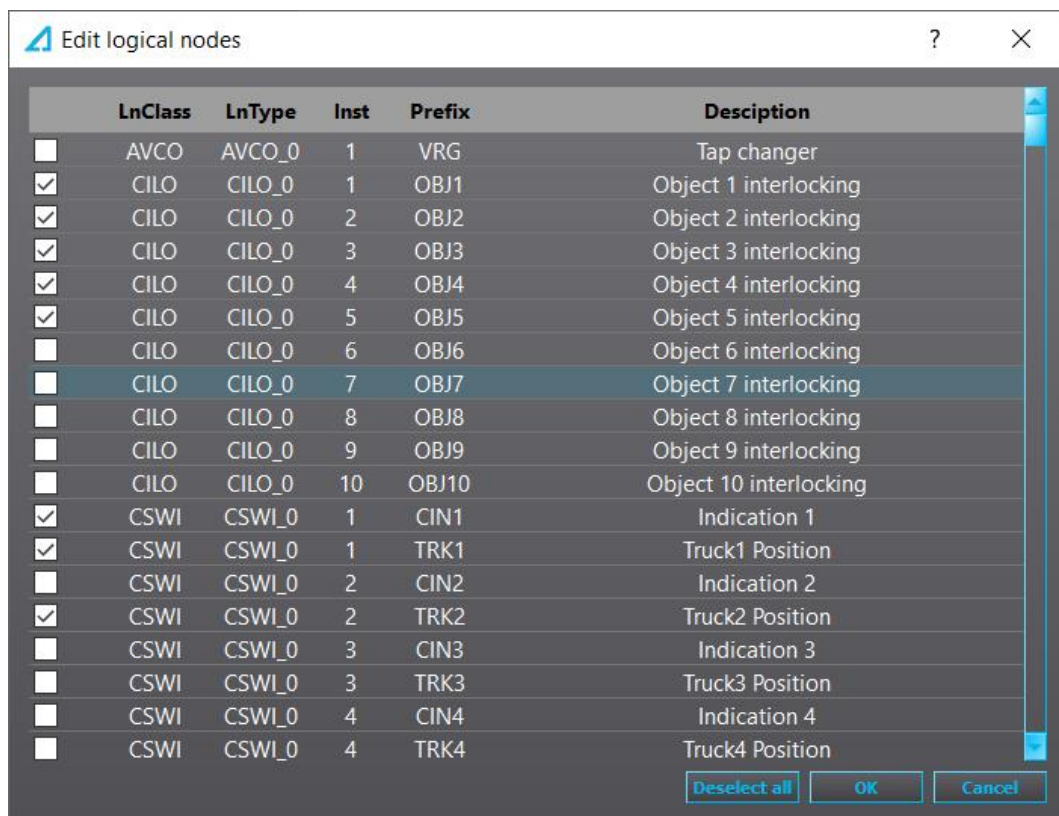 Edit logical nodes ?
LnClass LnType Inst Prefix Desciption
AVCO AVCO_0 1 VRG Tap changer
CILO CILO_0 1 OBJ1 Object 1 interlocking
CILO CILO_0 2 OBJ2 Object 2 interlocking
CILO CILO_0 3 OBJ3 Object 3 interlocking
CILO CILO_0 4 OBJ4 Object 4 interlocking
CILO CILO_0 5 OBJ5 Object 5 interlocking
CILO CILO_0 6 OBJ6 Object 6 interlocking
CILO CILO_0 7 OBJ7 Object 7 interlocking
CILO CILO_0 8 OBJ8 Object 8 interlocking
CILO CILO_0 9 OBJ9 Object 9 interlocking
CILO CILO_0 10 OBJ10 Object 10 interlocking
CSWI CSWI_0 1 CIN1 Indication 1
CSWI CSWI_0 1 TRK1 Truck1 Position
CSWI CSWI_0 2 CIN2 Indication 2
CSWI CSWI_0 2 TRK2 Truck2 Position
CSWI CSWI_0 3 CIN3 Indication 3
CSWI CSWI_0 3 TRK3 Truck3 Position
CSWI CSWI_0 4 CIN4 Indication 4
CSWI CSWI_0 4 TRK4 Truck4 Position
Deselect all OK Cancel